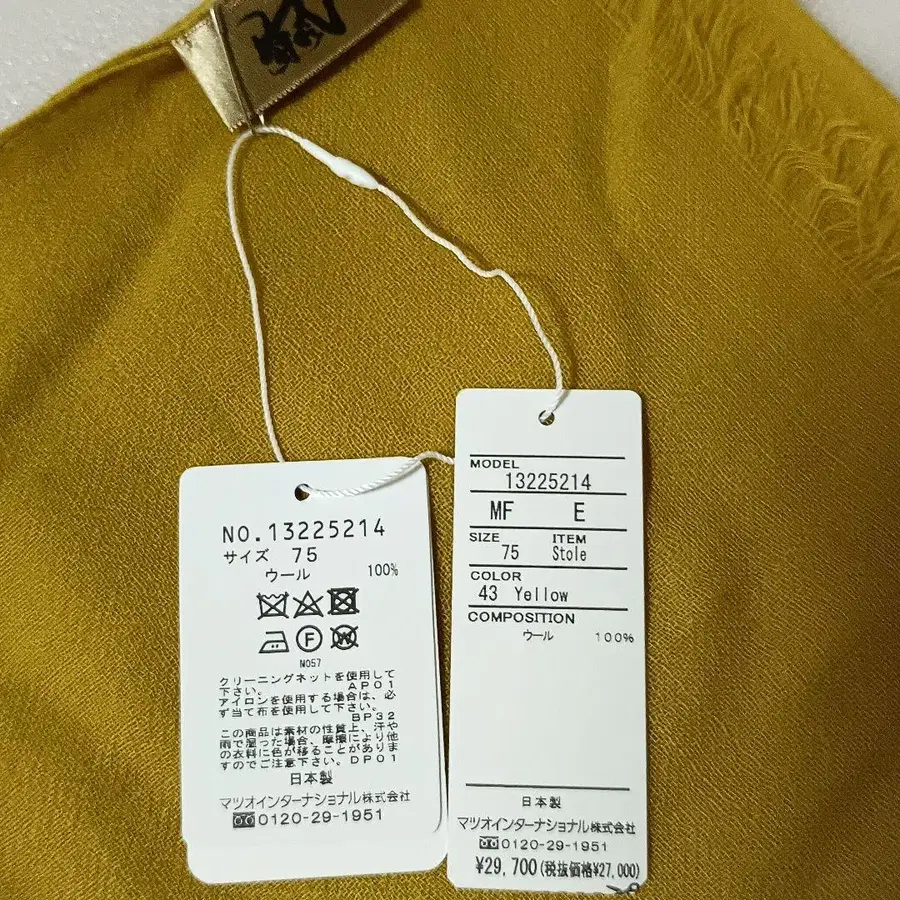 NO.13225214
サイズ 75
ウール 100%
N057
クリーニングネットを使用して
下さい。 AP01
アイロンを使用する場合は、必
ず当て布を使用して下さい。
BP32
この商品は素材の性質上、汗や
雨で湿った場合、摩擦により他
の衣料に色が移ることがありま
すのでご注意下さい。DP01
日本製
マツオインターナショナル株式会社
0120-29-1951
MODEL
13225214
MF E
SIZE ITEM
75 Stole
COLOR
43 Yellow
COMPOSITION
ウール 100%
日本製
マツオインターナショナル株式会社
0120-29-1951
¥29,700(税抜価格¥27,000)